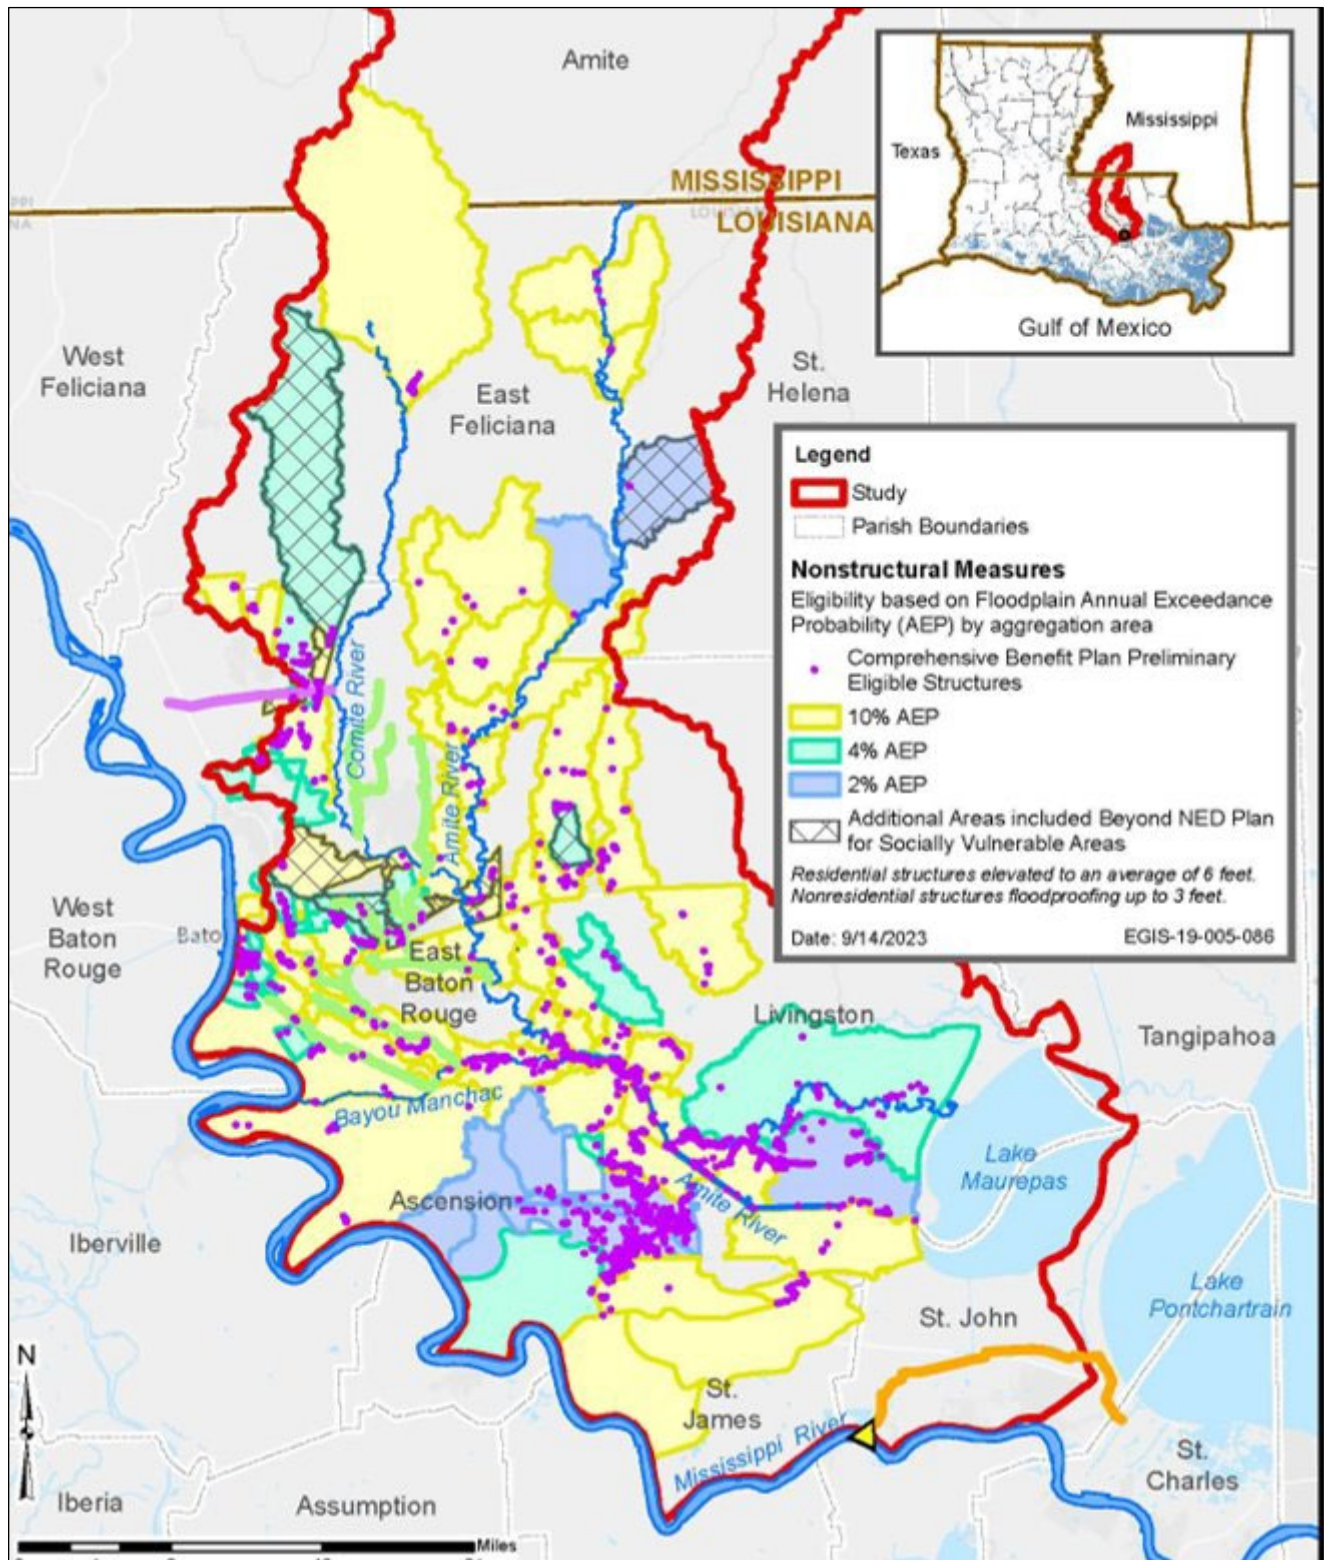 Amite
MISSISSIPPI
LOUISIANA
Texas
Mississippi
Gulf of Mexico
West
Feliciana
East
Feliciana
St.
Helena
Legend
Study
Parish Boundaries
Nonstructural Measures
Eligibility based on Floodplain Annual Exceedance
Probability (AEP) by aggregation area
Comprehensive Benefit Plan Preliminary
Eligible Structures
10% AEP
4% AEP
2% AEP
Additional Areas included Beyond NED Plan
for Socially Vulnerable Areas
Residential structures elevated to an average of 6 feet.
Nonresidential structures floodproofing up to 3 feet.
Date: 9/14/2023
EGIS-19-005-086
Comite River
Amite River
West
Baton
Rouge
Bato
East
Baton
Rouge
Livingston
Tangipahoa
Bayou Manchac
Lake
Maurepas
Ascension
Amite River
Iberville
Lake
Pontchartrain
St. John
N
St.
James
Mississippi River
St.
Charles
Iberia
Assumption
Miles